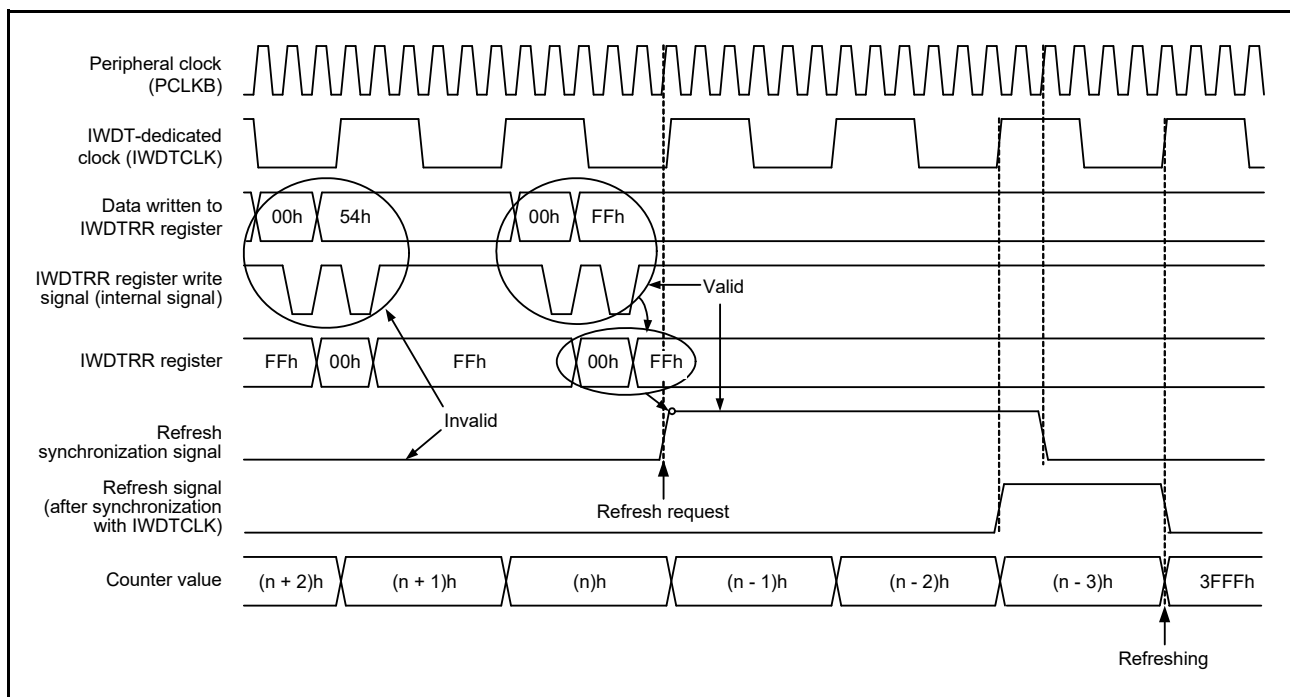 Peripheral clock
(PCLKB)
IWDT-dedicated
clock (IWDTCLK)
Data written to
IWDTRR register
00h 54h 00h FFh
IWDTRR register write
signal (internal signal)
Valid
IWDTRR register
FFh 00h FFh 00h FFh
Invalid
Refresh
synchronization signal
Refresh request
Refresh signal
(after synchronization
with IWDTCLK)
Counter value
(n + 2)h (n + 1)h (n)h (n - 1)h (n - 2)h (n - 3)h 3FFFh
Refreshing